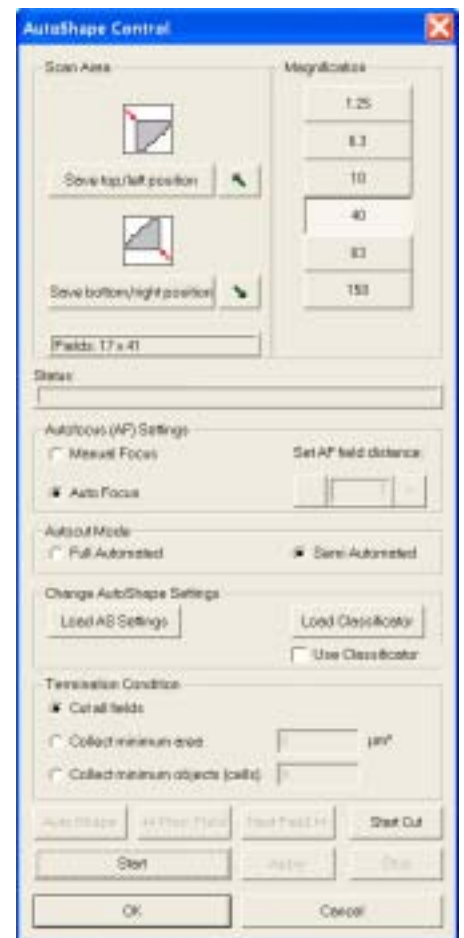 AutoShape Control
Scan Area
Magnification
1.25
6.3
10
40
63
150
Save top/left position
Save bottom/right position
Fields: 17 x 41
Status:
Autofocus (AF) Settings
Manual Focus
Set AF field distance:
Auto Focus
Autocut Mode
Full Automated
Semi Automated
Change AutoShape Settings
Load AS Settings
Load Classificator
Use Classificator
Termination Condition
Cut all fields
Collect minimum area
µm²
Collect minimum objects (cells)
Auto Shape
Start Cut
Start
Stop
OK
Cancel